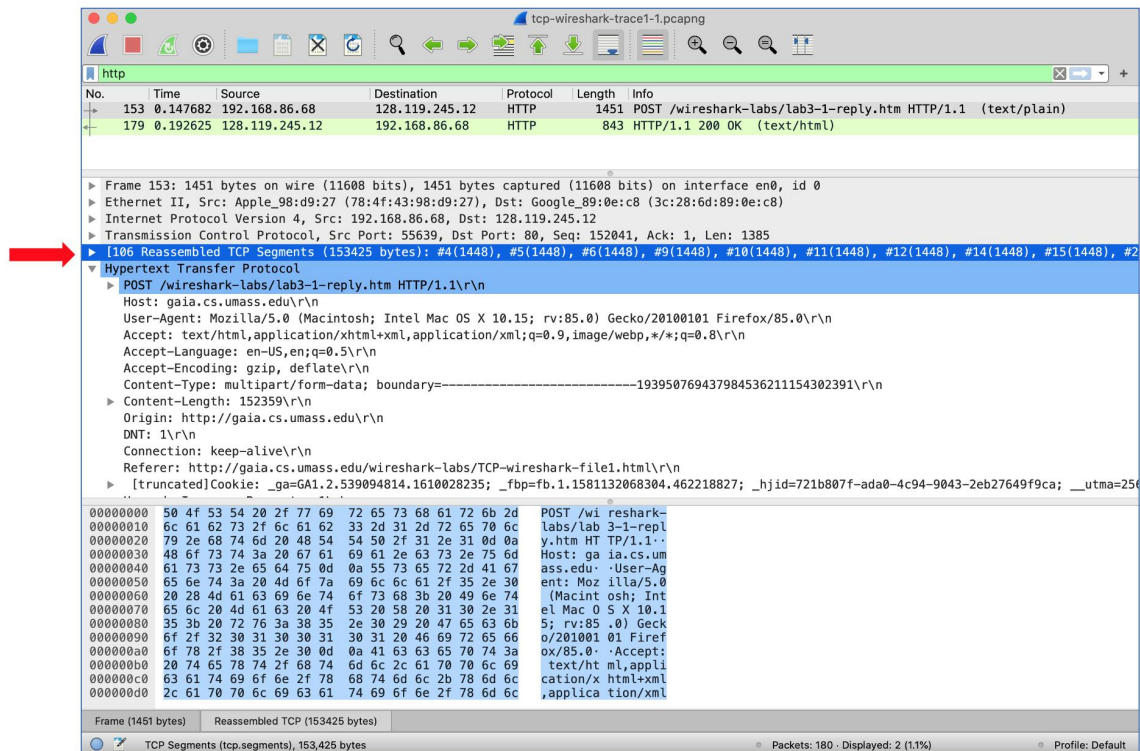 tcp-wireshark-trace1-1.pcapng
http
No. Time Source Destination Protocol Length Info
153 0.147682 192.168.86.68 128.119.245.12 HTTP 1451 POST /wireshark-labs/lab3-1-reply.htm HTTP/1.1 (text/plain)
179 0.192625 128.119.245.12 192.168.86.68 HTTP 843 HTTP/1.1 200 OK (text/html)
Frame 153: 1451 bytes on wire (11608 bits), 1451 bytes captured (11608 bits) on interface en0, id 0
Ethernet II, Src: Apple_98:d9:27 (78:4f:43:98:d9:27), Dst: Google_89:0e:c8 (3c:28:6d:89:0e:c8)
Internet Protocol Version 4, Src: 192.168.86.68, Dst: 128.119.245.12
Transmission Control Protocol, Src Port: 55639, Dst Port: 80, Seq: 152041, Ack: 1, Len: 1385
[106 Reassembled TCP Segments (153425 bytes): #4(1448), #5(1448), #6(1448), #9(1448), #10(1448), #11(1448), #12(1448), #14(1448), #15(1448), #2
Hypertext Transfer Protocol
POST /wireshark-labs/lab3-1-reply.htm HTTP/1.1\r\n
Host: gaia.cs.umass.edu\r\n
User-Agent: Mozilla/5.0 (Macintosh; Intel Mac OS X 10.15; rv:85.0) Gecko/20100101 Firefox/85.0\r\n
Accept: text/html,application/xhtml+xml,application/xml;q=0.9,image/webp,*/*;q=0.8\r\n
Accept-Language: en-US,en;q=0.5\r\n
Accept-Encoding: gzip, deflate\r\n
Content-Type: multipart/form-data; boundary=---------------------------193950769437984536211154302391\r\n
Content-Length: 152359\r\n
Origin: http://gaia.cs.umass.edu\r\n
DNT: 1\r\n
Connection: keep-alive\r\n
Referer: http://gaia.cs.umass.edu/wireshark-labs/TCP-wireshark-file1.html\r\n
[truncated]Cookie: _ga=GA1.2.539094814.1610028235; _fbp=fb.1.1581132068304.462218827; _hjid=721b807f-ada0-4c94-9043-2eb27649f9ca; __utma=256
00000000 50 4f 53 54 20 2f 77 69 72 65 73 68 61 72 6b 2d POST /wi reshark-
00000010 6c 61 62 73 2f 6c 61 62 33 2d 31 2d 72 65 70 6c labs/lab 3-1-repl
00000020 79 2e 68 74 6d 20 48 54 54 50 2f 31 2e 31 0d 0a y.htm HT TP/1.1··
00000030 48 6f 73 74 3a 20 67 61 69 61 2e 63 73 2e 75 6d Host: ga ia.cs.um
00000040 61 73 73 2e 65 64 75 0d 0a 55 73 65 72 2d 41 67 ass.edu· ·User-Ag
00000050 65 6e 74 3a 20 4d 6f 7a 69 6c 6c 61 2f 35 2e 30 ent: Moz illa/5.0
00000060 20 28 4d 61 63 69 6e 74 6f 73 68 3b 20 49 6e 74 (Macint osh; Int
00000070 65 6c 20 4d 61 63 20 4f 53 20 58 20 31 30 2e 31 el Mac O S X 10.1
00000080 35 3b 20 72 76 3a 38 35 2e 30 29 20 47 65 63 6b 5; rv:85 .0) Geck
00000090 6f 2f 32 30 31 30 30 31 30 31 20 46 69 72 65 66 o/201001 01 Firef
000000a0 6f 78 2f 38 35 2e 30 0d 0a 41 63 63 65 70 74 3a ox/85.0· ·Accept:
000000b0 20 74 65 78 74 2f 68 74 6d 6c 2c 61 70 70 6c 69 text/ht ml,appli
000000c0 63 61 74 69 6f 6e 2f 78 68 74 6d 6c 2b 78 6d 6c cation/x html+xml
000000d0 2c 61 70 70 6c 69 63 61 74 69 6f 6e 2f 78 6d 6c ,applica tion/xml
Frame (1451 bytes) Reassembled TCP (153425 bytes)
TCP Segments (tcp.segments), 153,425 bytes Packets: 180 · Displayed: 2 (1.1%) Profile: Default